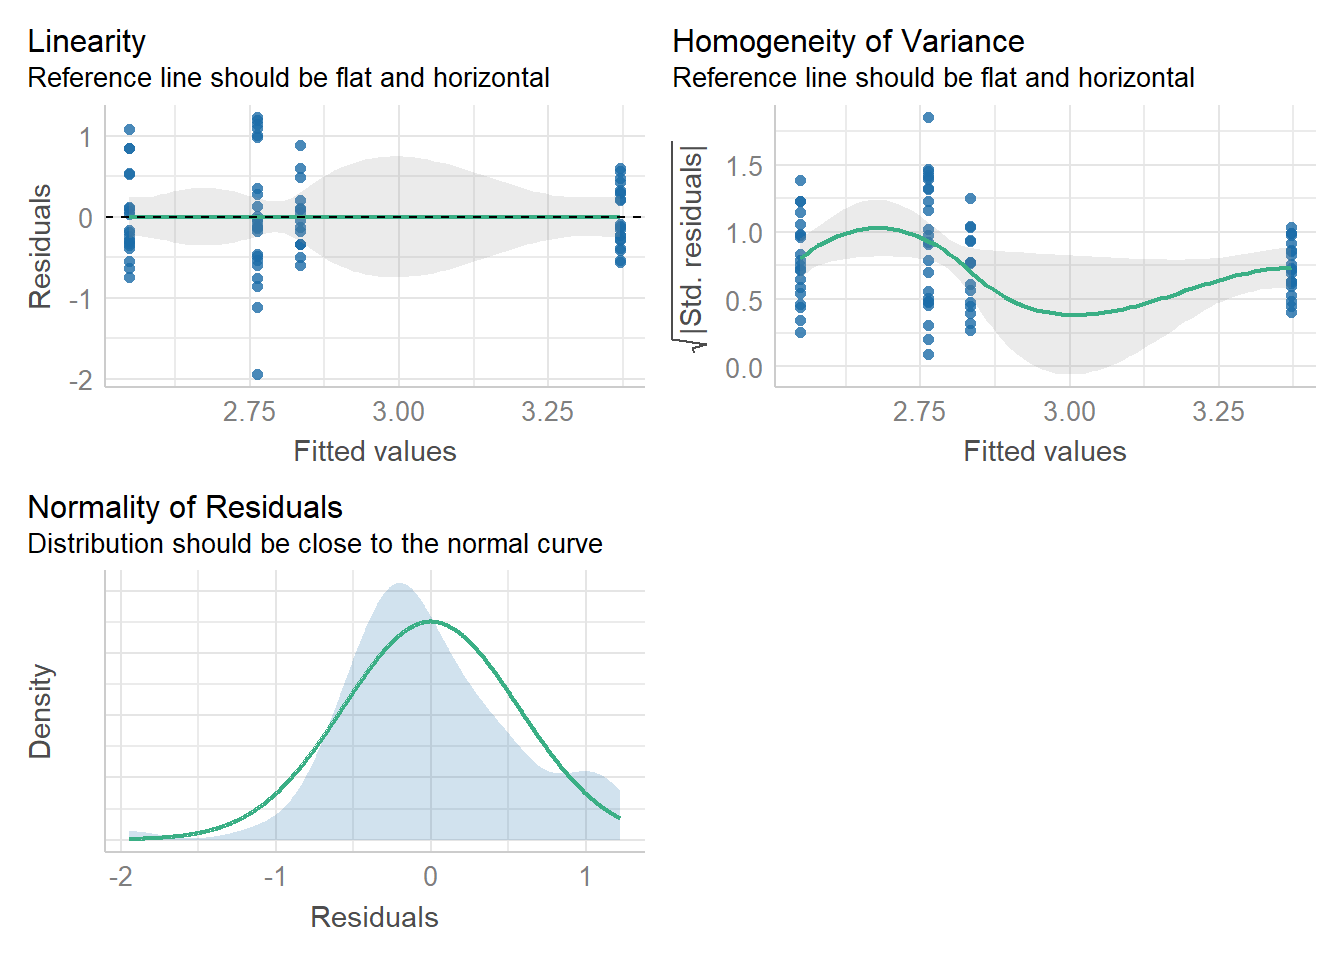 Linearity
Reference line should be flat and horizontal
1
0
-1
-2
Residuals
2.75 3.00 3.25
Fitted values
Homogeneity of Variance
Reference line should be flat and horizontal
1.5
1.0
0.5
0.0
√|Std. residuals|
2.75 3.00 3.25
Fitted values
Normality of Residuals
Distribution should be close to the normal curve
Density
-2 -1 0 1
Residuals